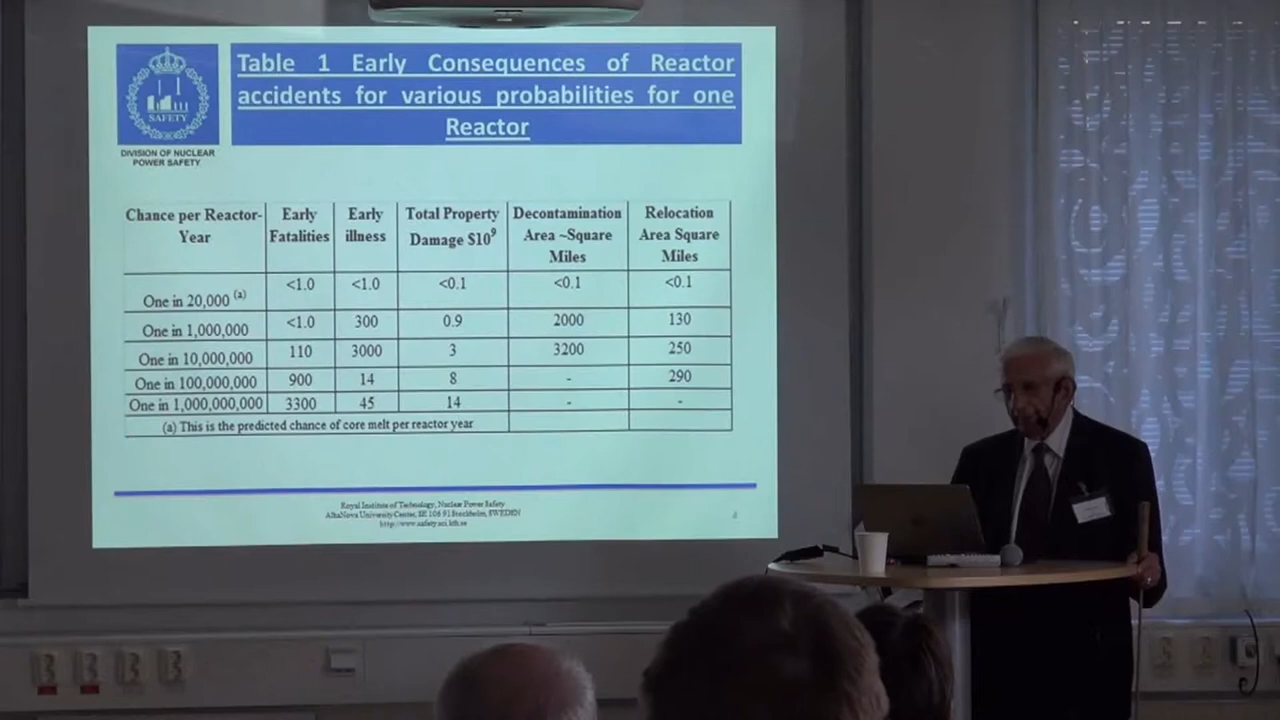 Table 1 Early Consequences of Reactor
accidents for various probabilities for one
Reactor
SAFETY
DIVISION OF NUCLEAR
POWER SAFETY
Chance per Reactor-Year Early Fatalities Early illness Total Property Damage $10⁹ Decontamination Area ~Square Miles Relocation Area Square Miles
One in 20,000 (a) <1.0 <1.0 <0.1 <0.1 <0.1
One in 1,000,000 <1.0 300 0.9 2000 130
One in 10,000,000 110 3000 3 3200 250
One in 100,000,000 900 14 8 - 290
One in 1,000,000,000 3300 45 14 - -
(a) This is the predicted chance of core melt per reactor year
Royal Institute of Technology, Nuclear Power Safety
AlbaNova University Center, SE 106 91 Stockholm, SWEDEN
http://www.safety.sci.kth.se